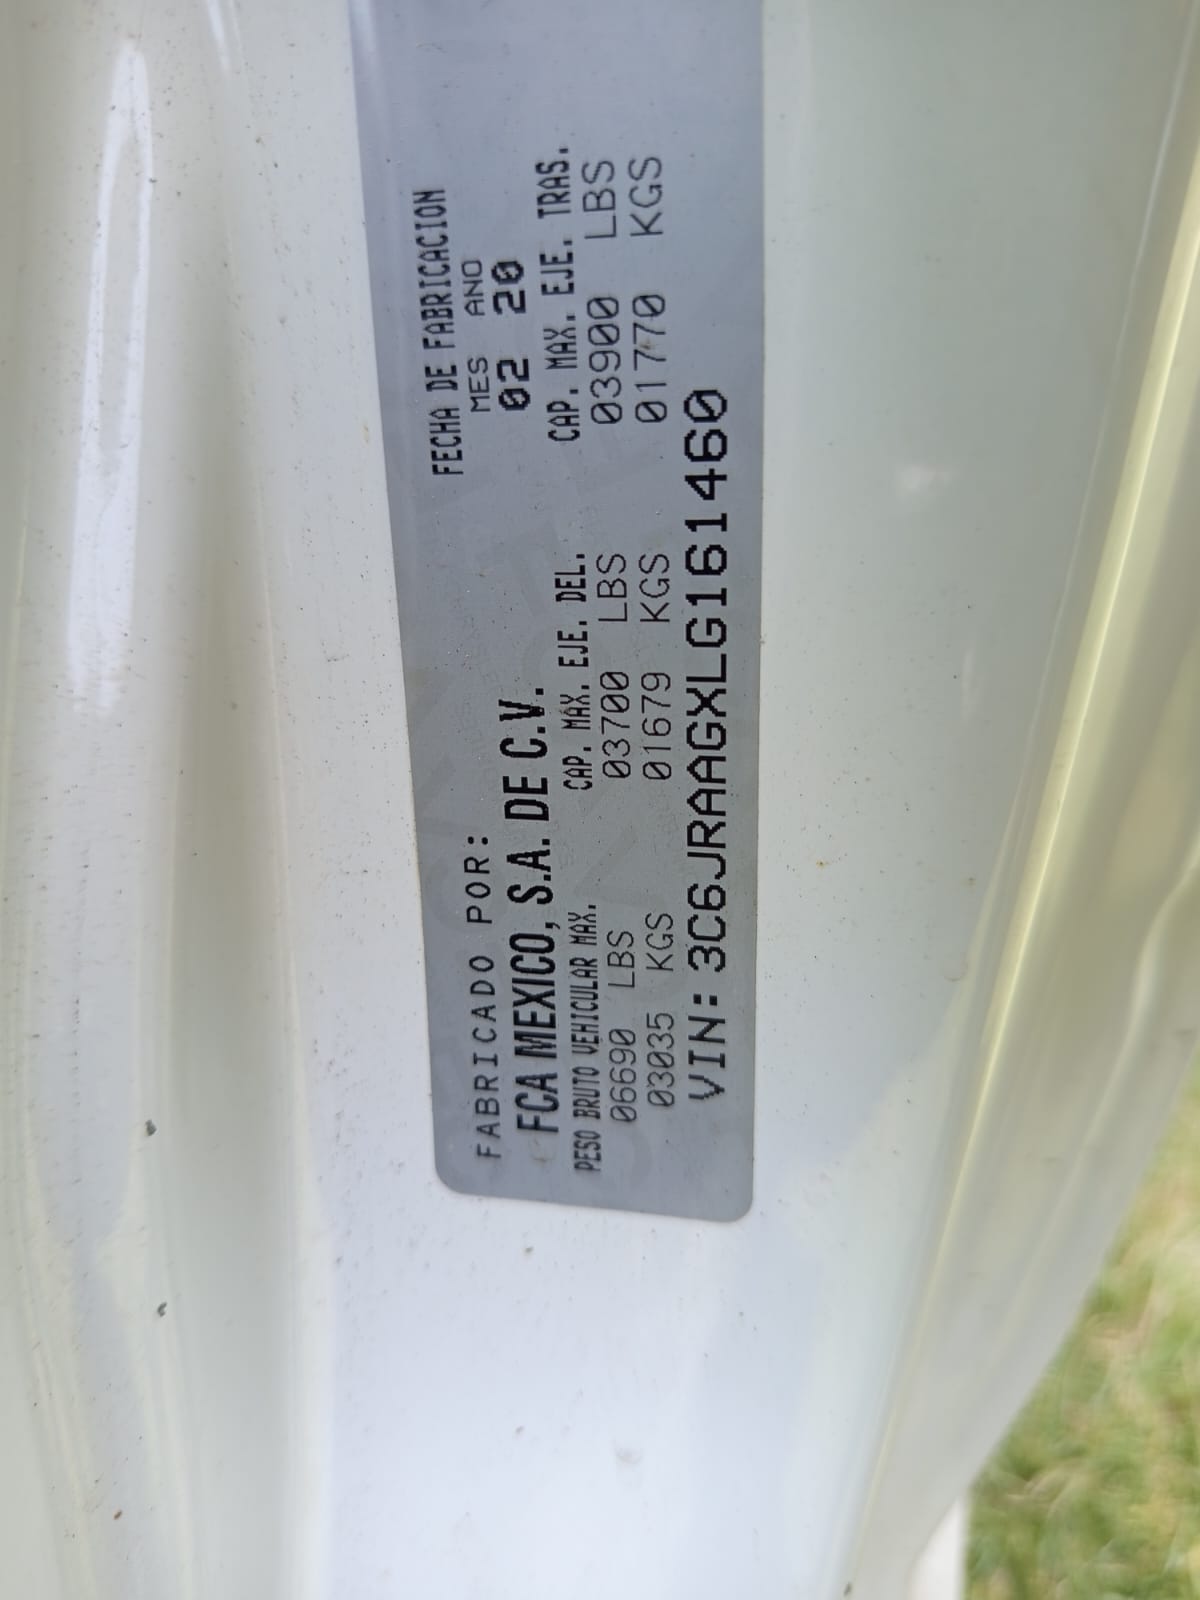 FABRICADO POR:
FECHA DE FABRICACION
MES ANO
02 20
FCA MEXICO, S.A. DE C.V.
PESO BRUTO VEHICULAR MAX. CAP. MAX. EJE. DEL. CAP. MAX. EJE. TRAS.
06690 LBS 03700 LBS 03900 LBS
03035 KGS 01679 KGS 01770 KGS
VIN: 3C6JRAAGXLG161460